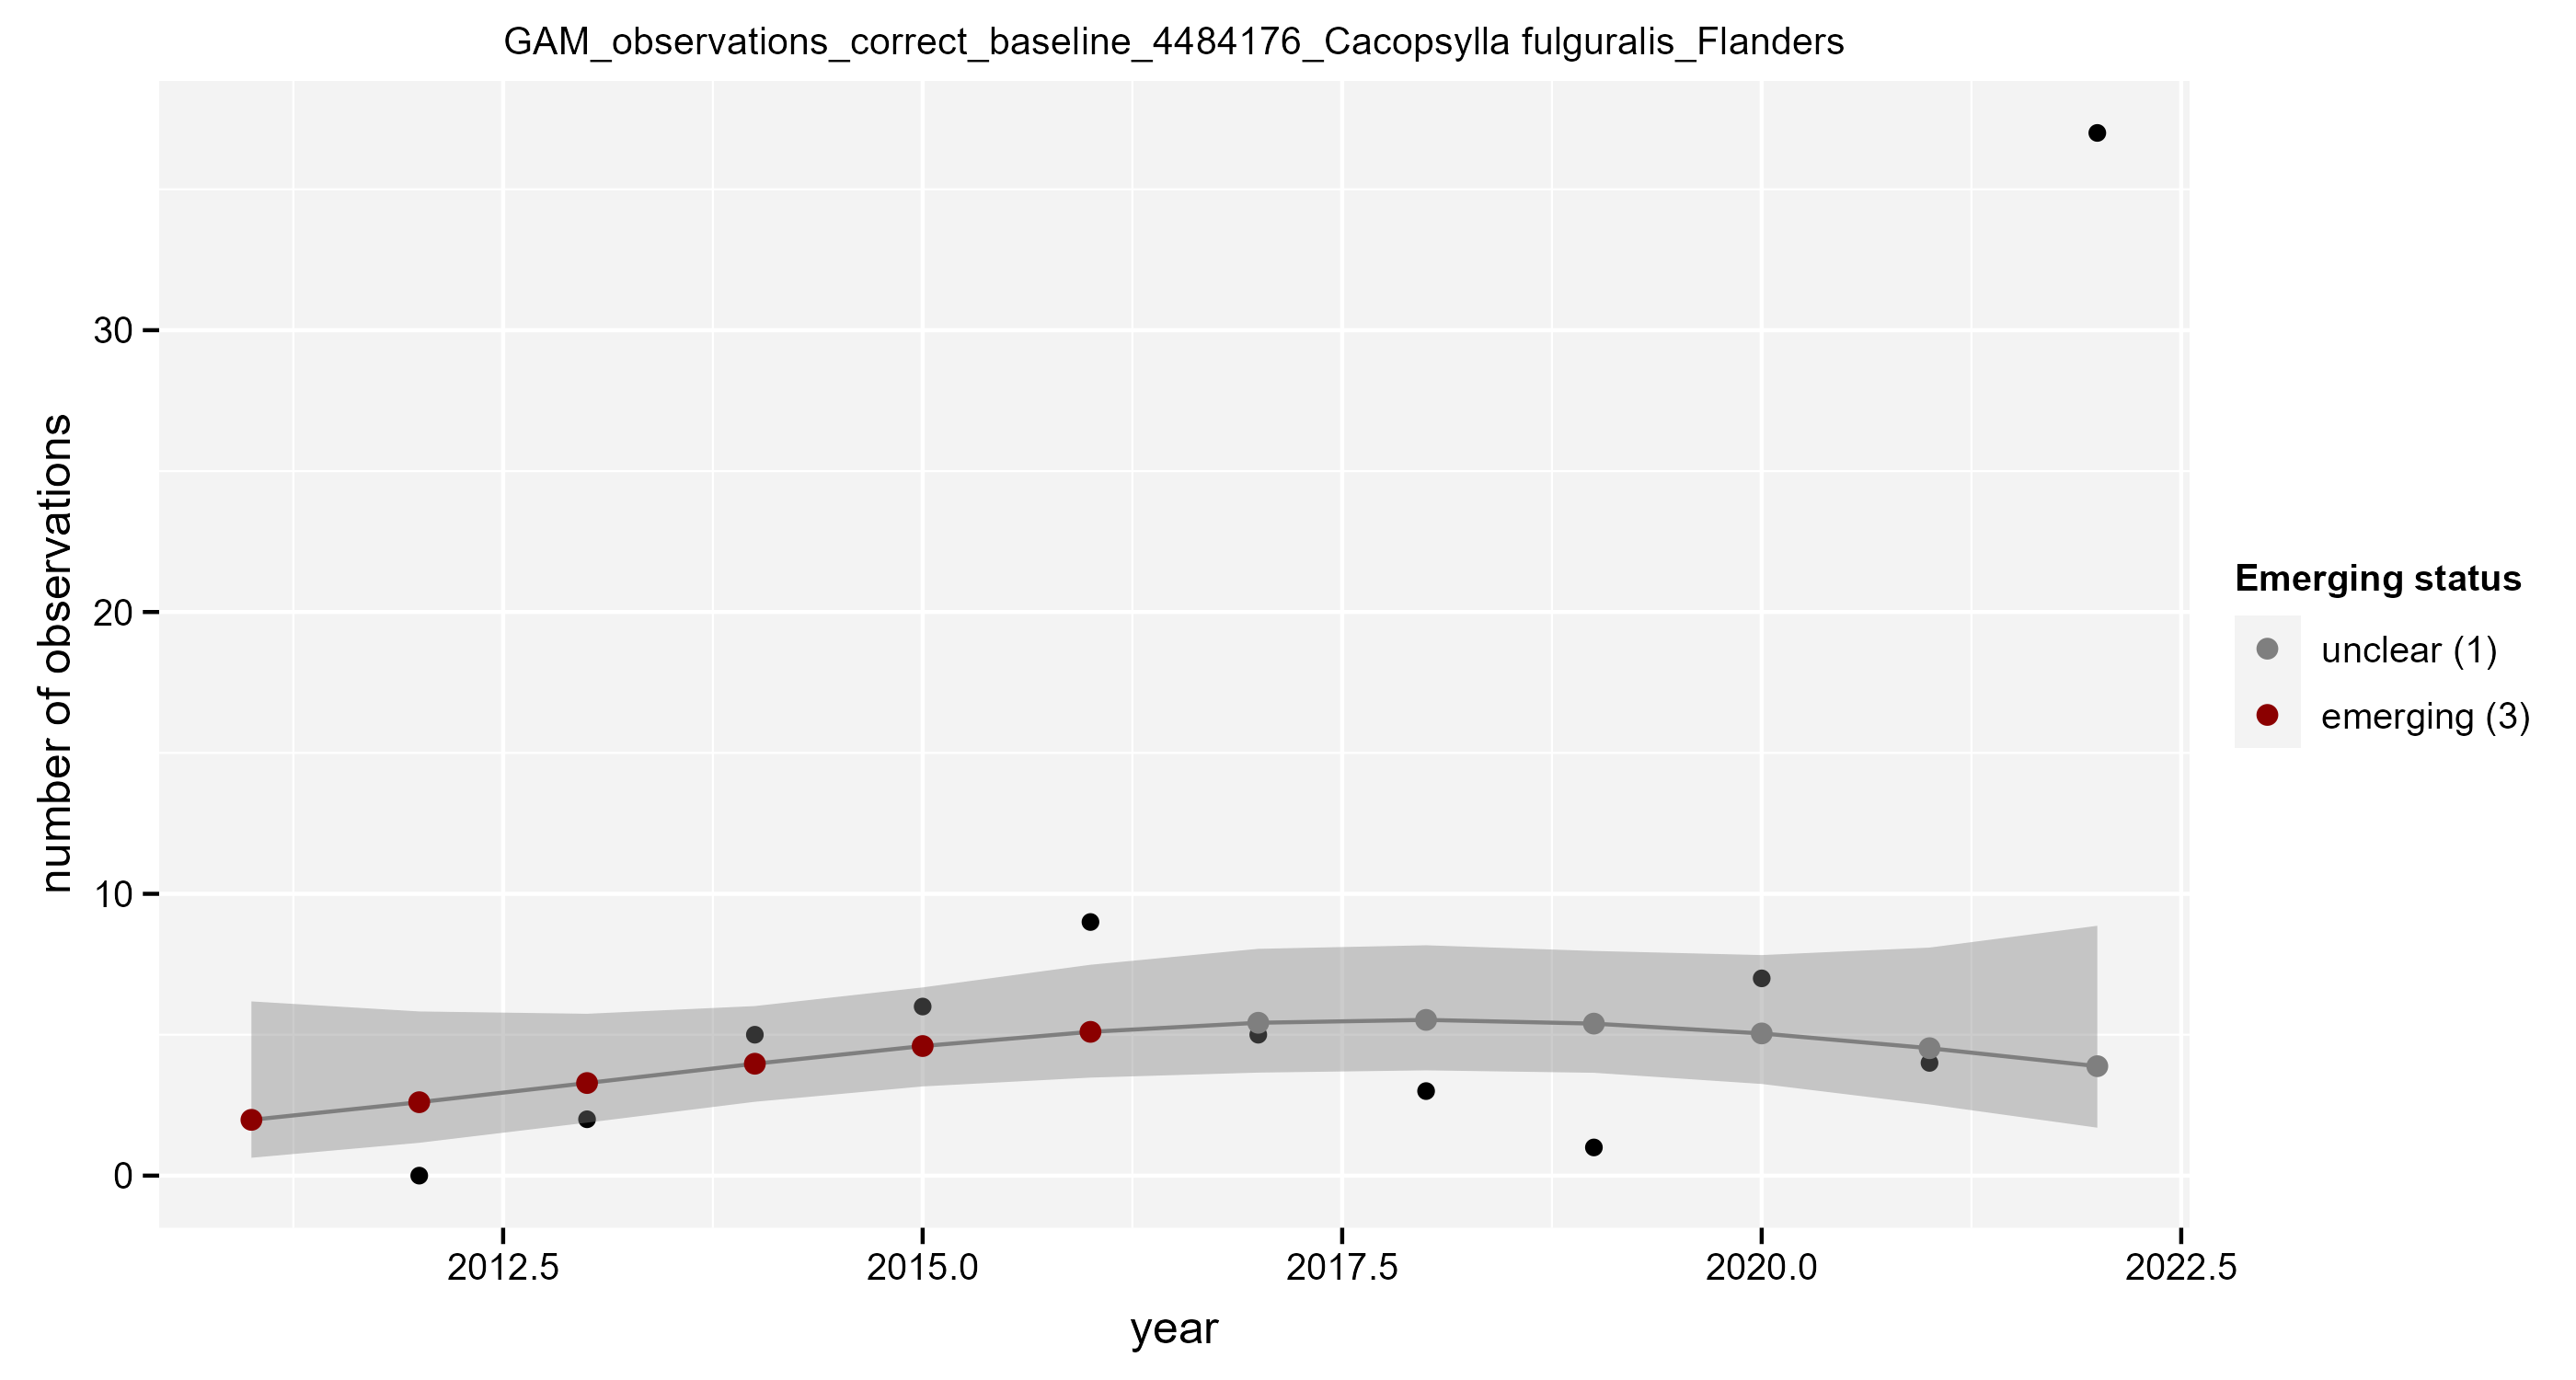 GAM_observations_correct_baseline_4484176_Cacopsylla fulguralis_Flanders
number of observations
30
20
10
0
2012.5 2015.0 2017.5 2020.0 2022.5
year
Emerging status
unclear (1)
emerging (3)